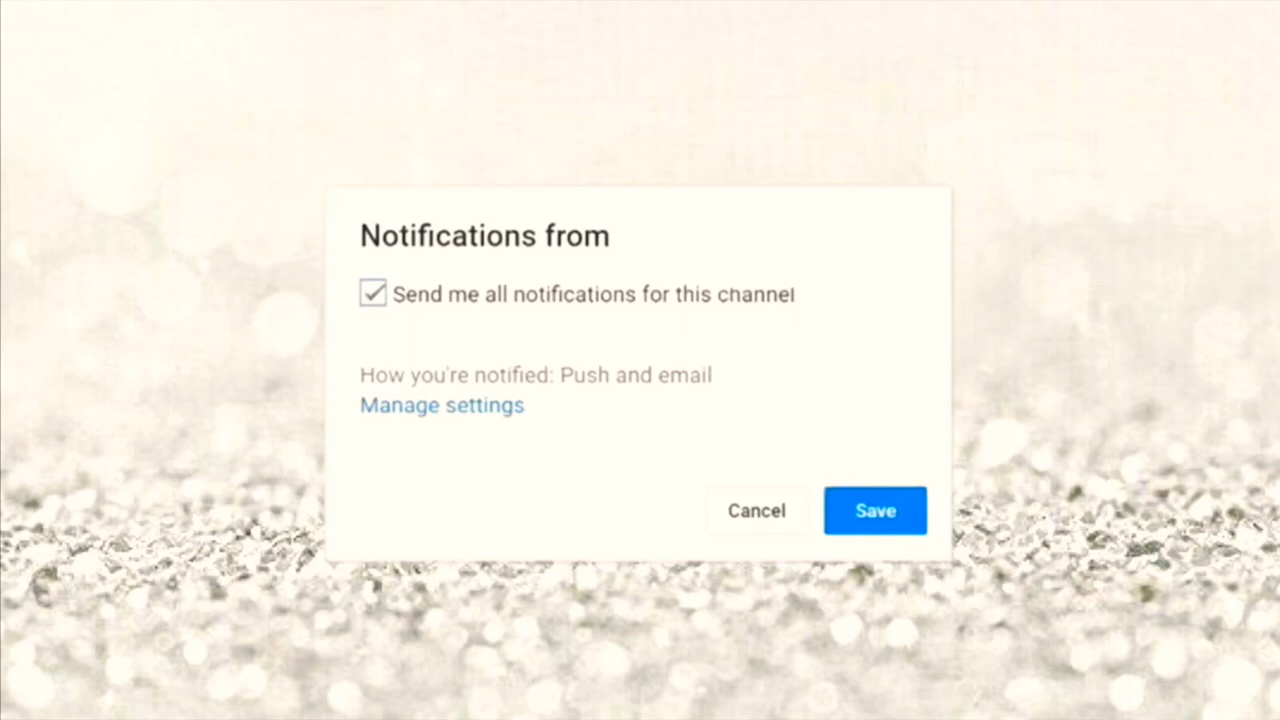 Notifications from
Send me all notifications for this channel
How you're notified: Push and email
Manage settings
Cancel
Save